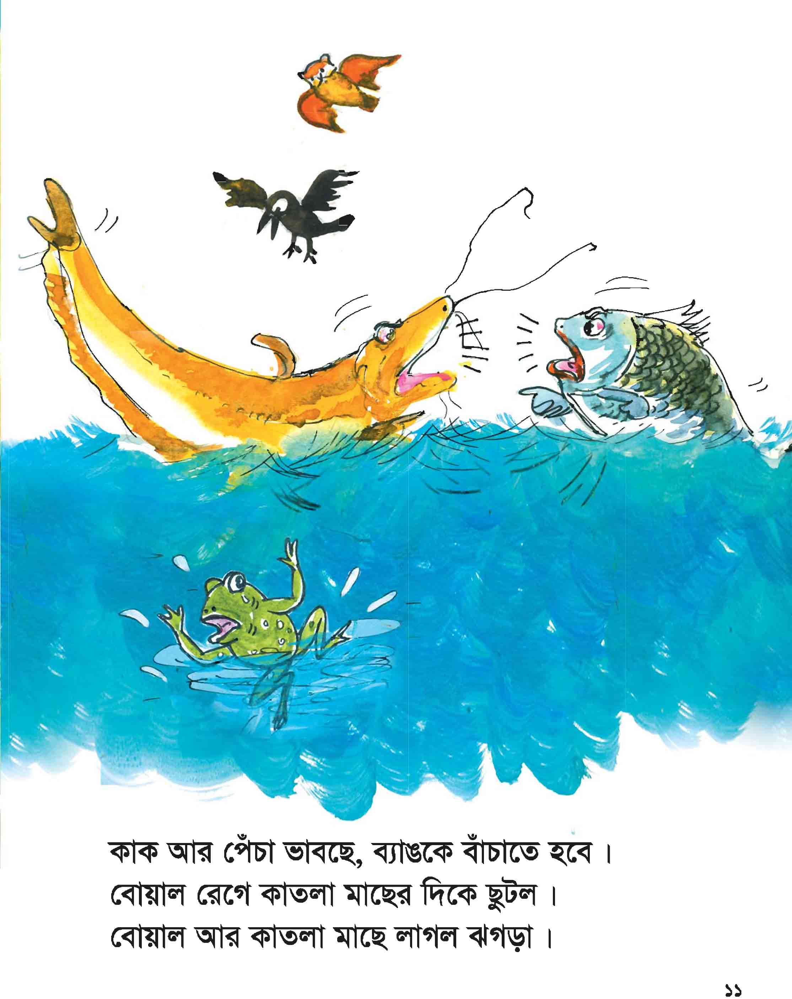 কাক আর পেঁচা ভাবছে, ব্যাঙকে বাঁচাতে হবে ।
বোয়াল রেগে কাতলা মাছের দিকে ছুটল ।
বোয়াল আর কাতলা মাছে লাগল ঝগড়া ।
১১